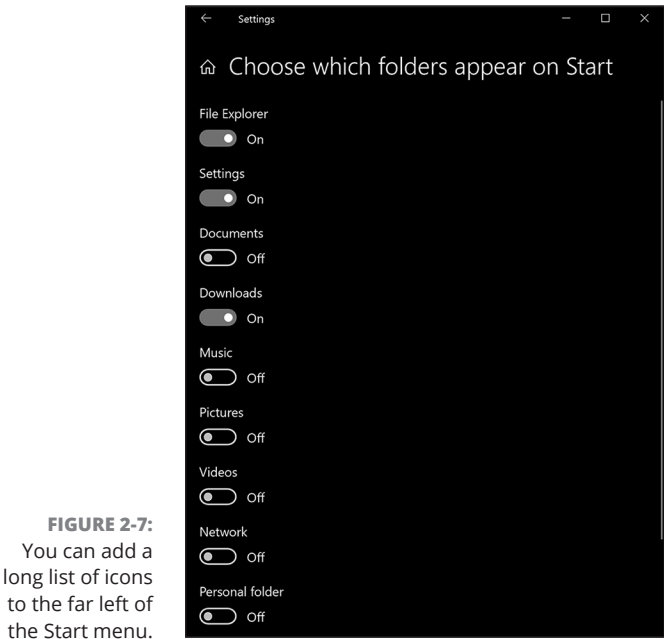 Settings
Choose which folders appear on Start
File Explorer
On
Settings
On
Documents
Off
Downloads
On
Music
Off
Pictures
Off
Videos
Off
Network
Off
Personal folder
Off
FIGURE 2-7:
You can add a
long list of icons
to the far left of
the Start menu.